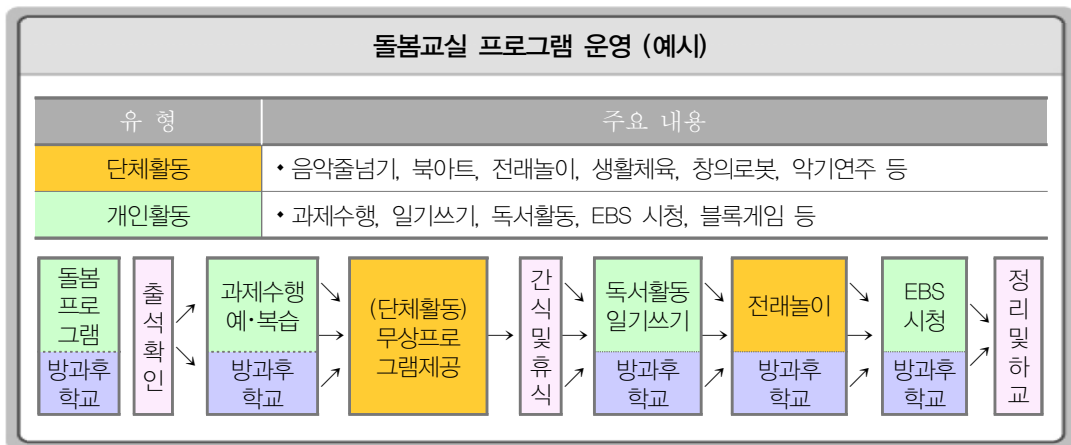 돌봄교실 프로그램 운영 (예시)
유 형
주요 내용
단체활동
• 음악줄넘기, 북아트, 전래놀이, 생활체육, 창의로봇, 악기연주 등
개인활동
• 과제수행, 일기쓰기, 독서활동, EBS 시청, 블록게임 등
돌봄
프로
그램
방과후
학교
출
석
확
인
과제수행
예·복습
방과후
학교
(단체활동)
무상프로
그램제공
간
식
및
휴
식
독서활동
일기쓰기
방과후
학교
전래놀이
방과후
학교
EBS
시청
방과후
학교
정
리
및
하
교